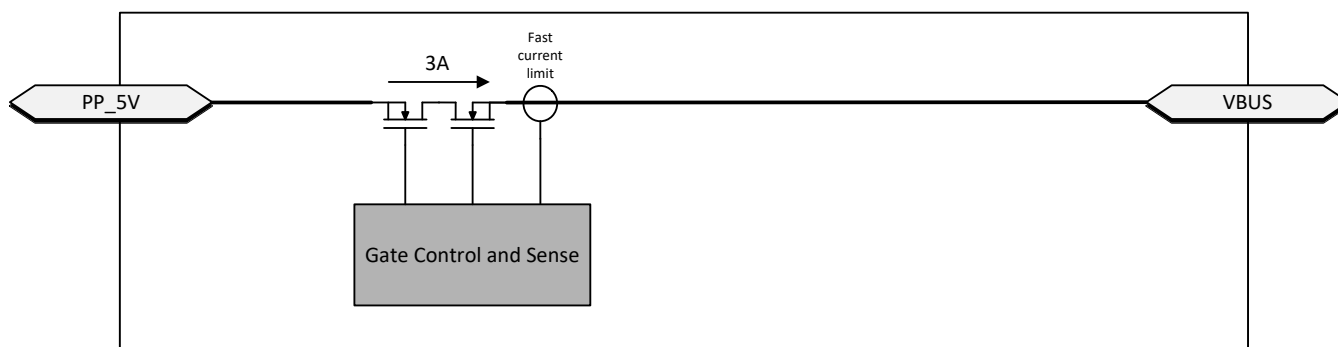 Fast
current
limit
3A
PP_5V
VBUS
Gate Control and Sense